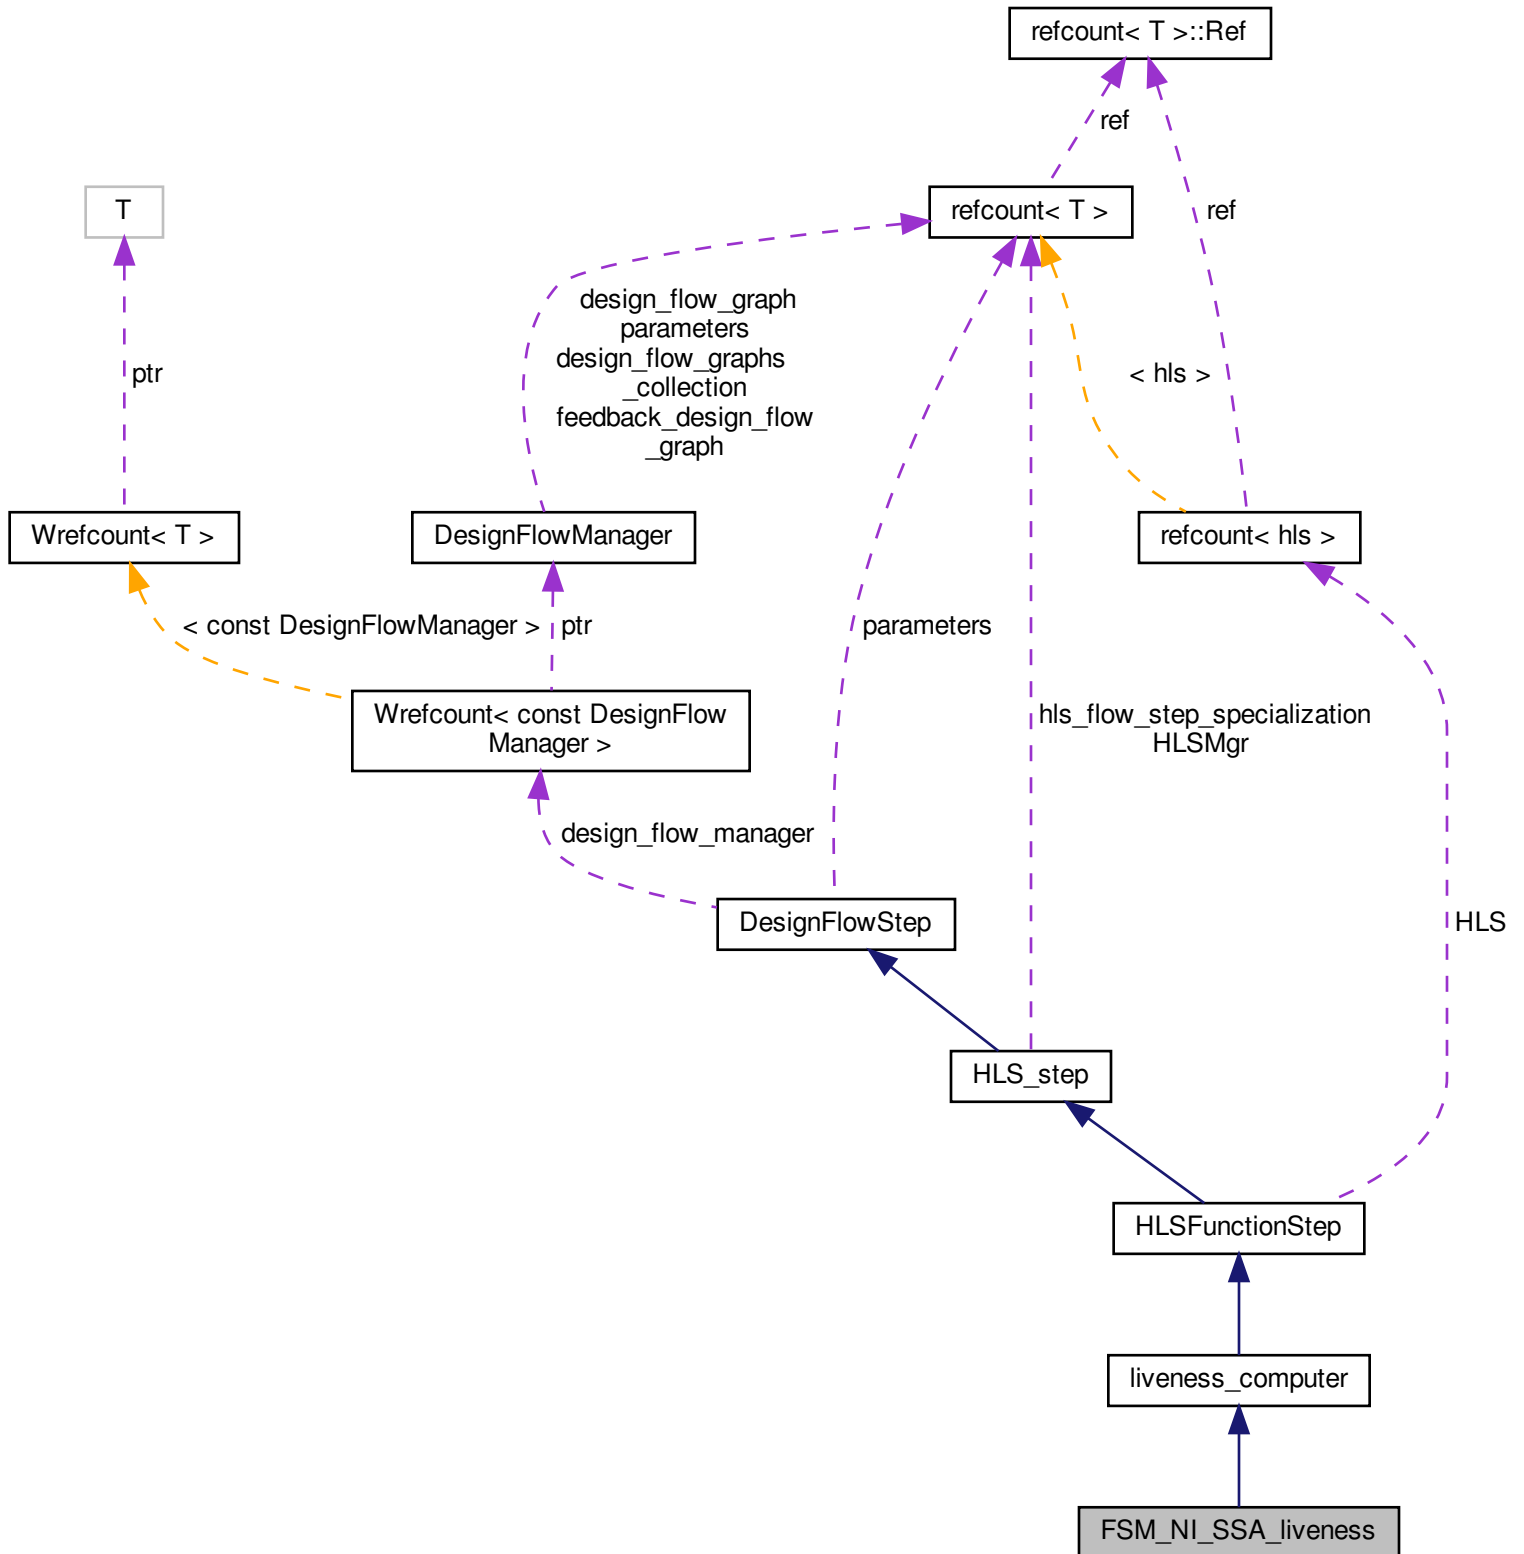 refcount< T >::Ref
ref
T
refcount< T >
ref
design_flow_graph
parameters
design_flow_graphs
_collection
feedback_design_flow
_graph
ptr
< hls >
Wrefcount< T >
DesignFlowManager
refcount< hls >
< const DesignFlowManager >
ptr
parameters
Wrefcount< const DesignFlow
Manager >
hls_flow_step_specialization
HLSMgr
design_flow_manager
DesignFlowStep
HLS
HLS_step
HLSFunctionStep
liveness_computer
FSM_NI_SSA_liveness